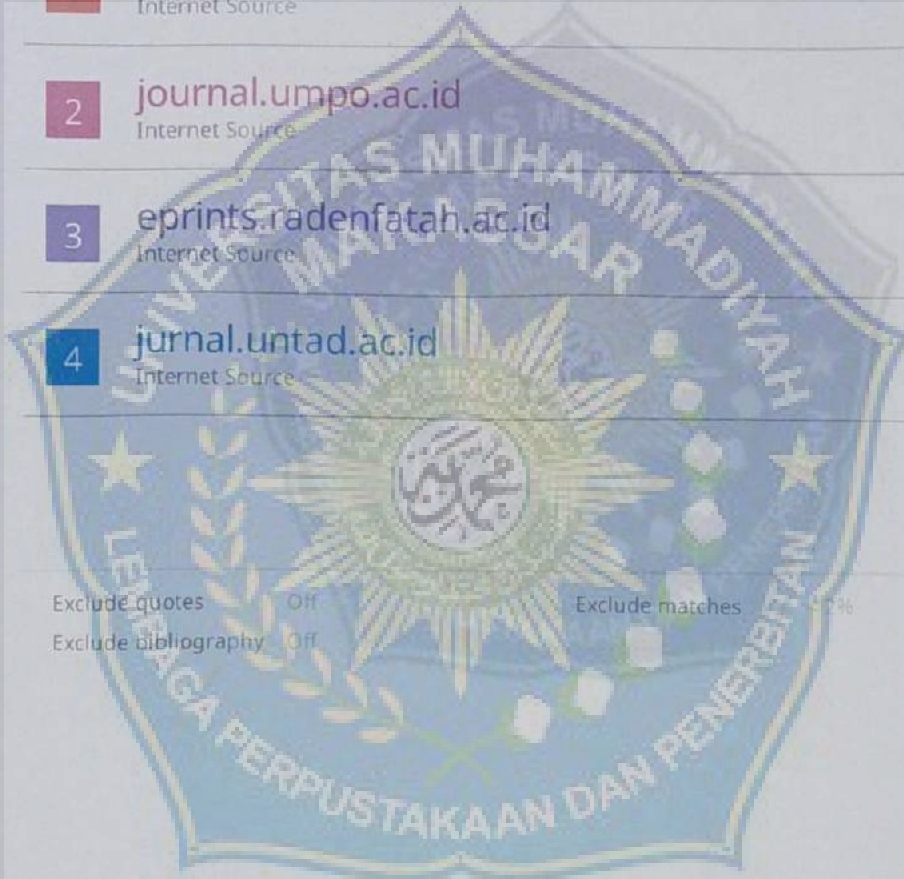 Internet Source
2 journal.umpo.ac.id
Internet Source
3 eprints.radenfatah.ac.id
Internet Source
4 jurnal.untad.ac.id
Internet Source
UNIVERSITAS MUHAMMADIYAH
MAKASSAR
Exclude quotes Off Exclude matches
Exclude bibliography Off
LEMBAGA PERPUSTAKAAN DAN PENERBITAN